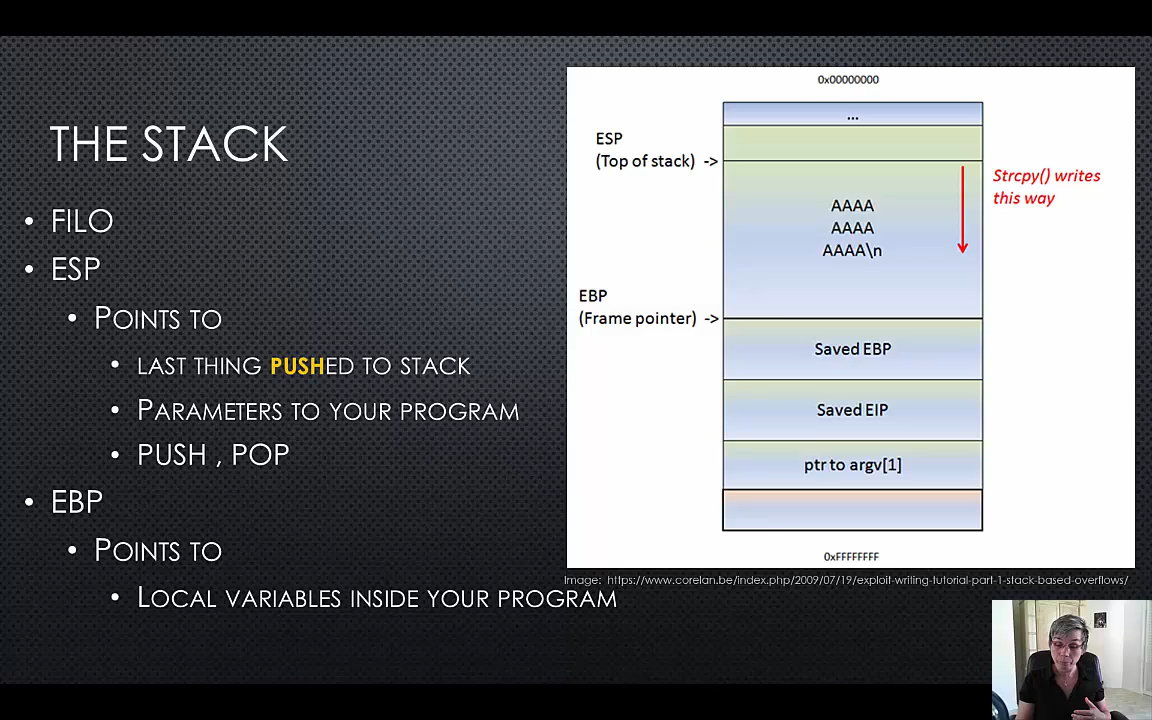 THE STACK
• FILO
• ESP
• POINTS TO
• LAST THING PUSHED TO STACK
• PARAMETERS TO YOUR PROGRAM
• PUSH , POP
• EBP
• POINTS TO
• LOCAL VARIABLES INSIDE YOUR PROGRAM
0x00000000
...
ESP
(Top of stack) ->
Strcpy() writes
this way
AAAA
AAAA
AAAA\n
EBP
(Frame pointer) ->
Saved EBP
Saved EIP
ptr to argv[1]
0xFFFFFFFF
Image: https://www.corelan.be/index.php/2009/07/19/exploit-writing-tutorial-part-1-stack-based-overflows/